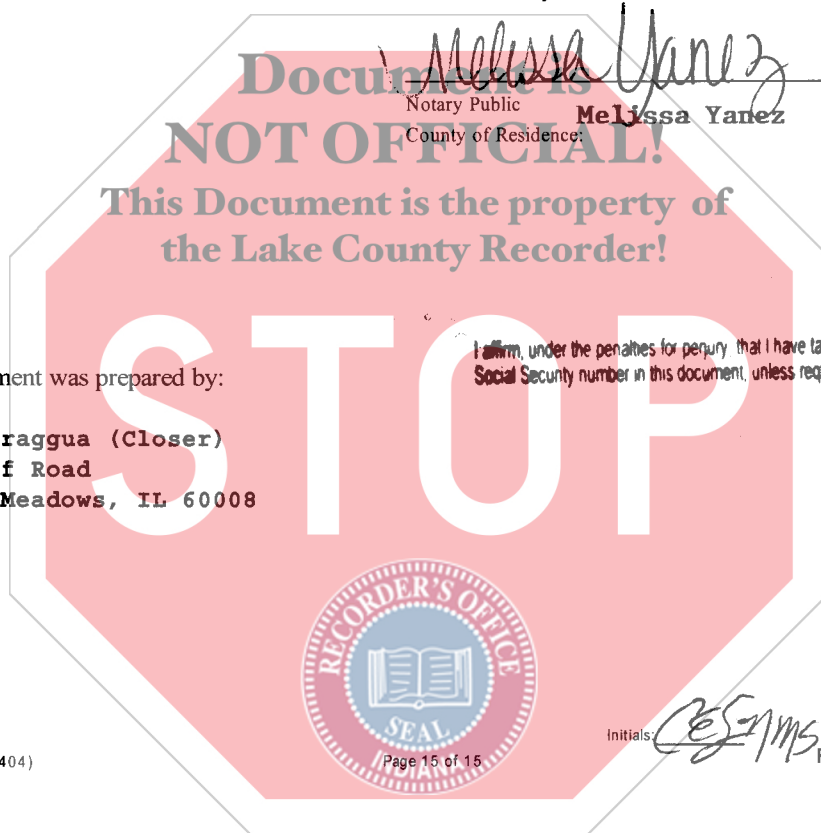 Melissa Yanez
Document is
Notary Public
Melissa Yanez
NOT OFFICIAL!
County of Residence:
This Document is the property of
the Lake County Recorder!
STOP
I affirm, under the penalties for perjury, that I have ta
Social Security number in this document, unless req
ment was prepared by:
raggua (Closer)
f Road
Meadows, IL 60008
RECORDER'S OFFICE
SEAL
INDIANA
Initials:
404)
Page 15 of 15